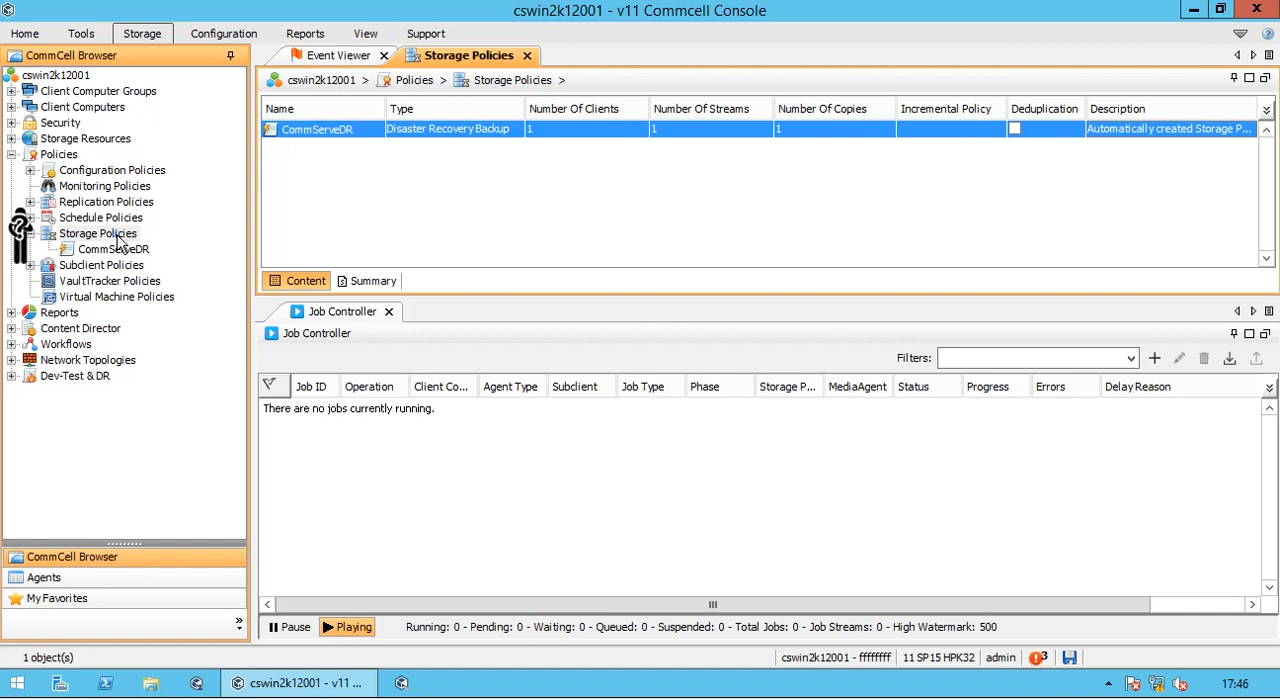 cswin2k12001 - v11 Commcell Console
Home Tools Storage Configuration Reports View Support
CommCell Browser
cswin2k12001
Client Computer Groups
Client Computers
Security
Storage Resources
Policies
Configuration Policies
Monitoring Policies
Replication Policies
Schedule Policies
Storage Policies
CommServeDR
Subclient Policies
VaultTracker Policies
Virtual Machine Policies
Reports
Content Director
Workflows
Network Topologies
Dev-Test & DR
CommCell Browser
Agents
My Favorites
Event Viewer Storage Policies
cswin2k12001 > Policies > Storage Policies >
Name Type Number Of Clients Number Of Streams Number Of Copies Incremental Policy Deduplication Description
CommServeDR Disaster Recovery Backup 1 1 1 Automatically created Storage P...
Content Summary
Job Controller
Job Controller
Filters:
Job ID Operation Client Co... Agent Type Subclient Job Type Phase Storage P... MediaAgent Status Progress Errors Delay Reason
There are no jobs currently running.
Pause Playing Running: 0 - Pending: 0 - Waiting: 0 - Queued: 0 - Suspended: 0 - Total Jobs: 0 - Job Streams: 0 - High Watermark: 500
1 object(s) cswin2k12001 - ffffffff 11 SP15 HPK32 admin 3
cswin2k12001 - v11 ... 17:46